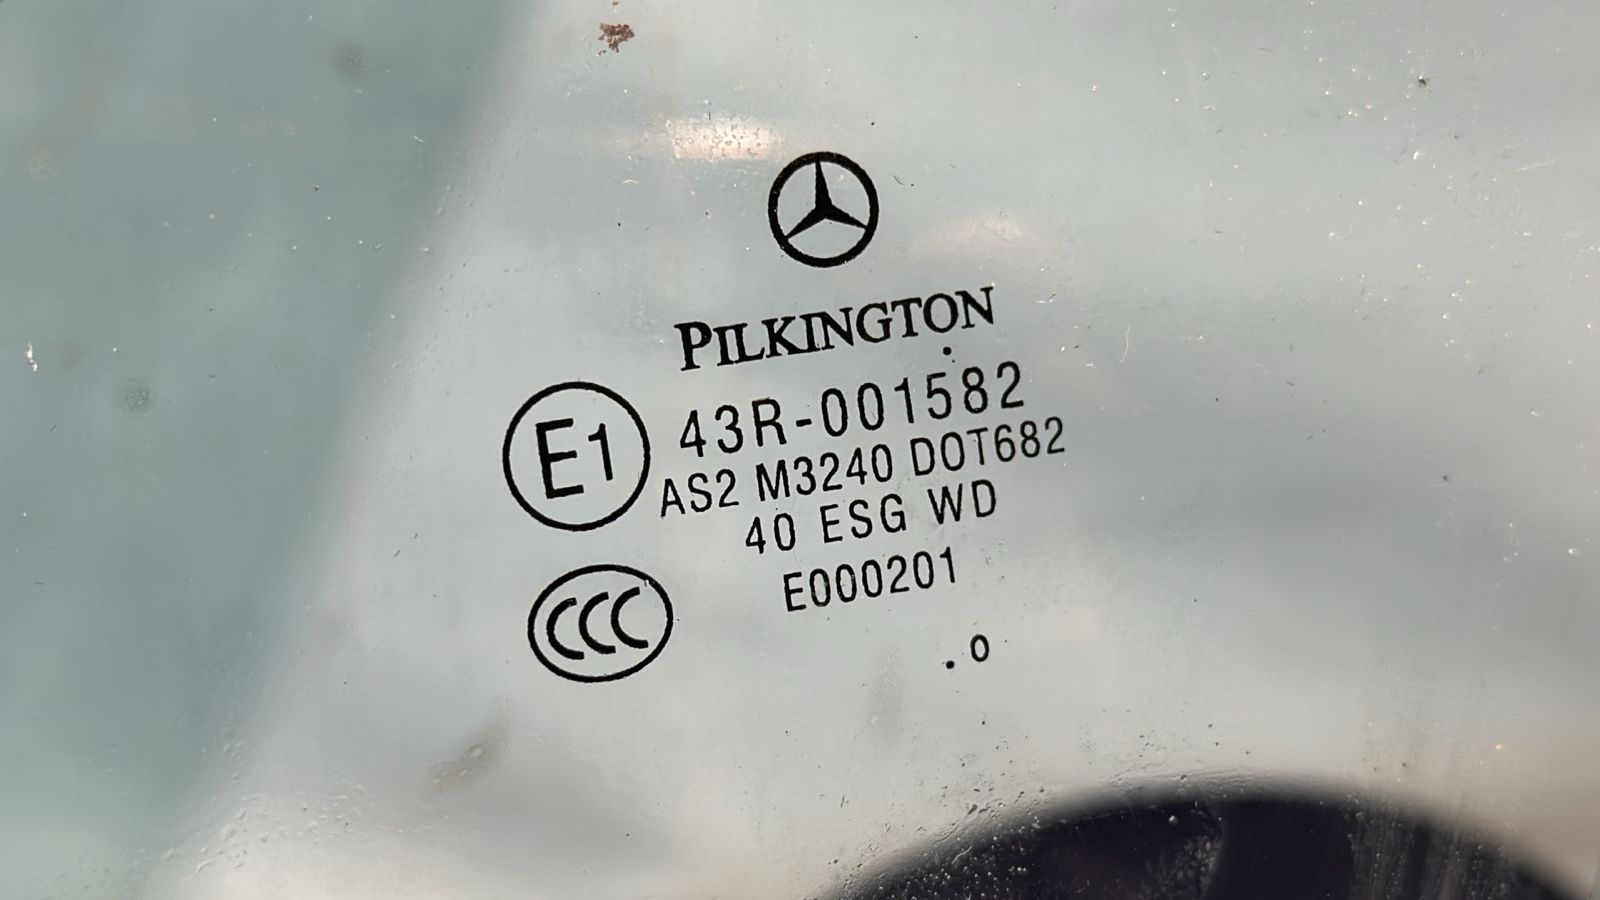 PILKINGTON
E1 43R-001582
AS2 M3240 DOT682
40 ESG WD
E000201
CCC
. o